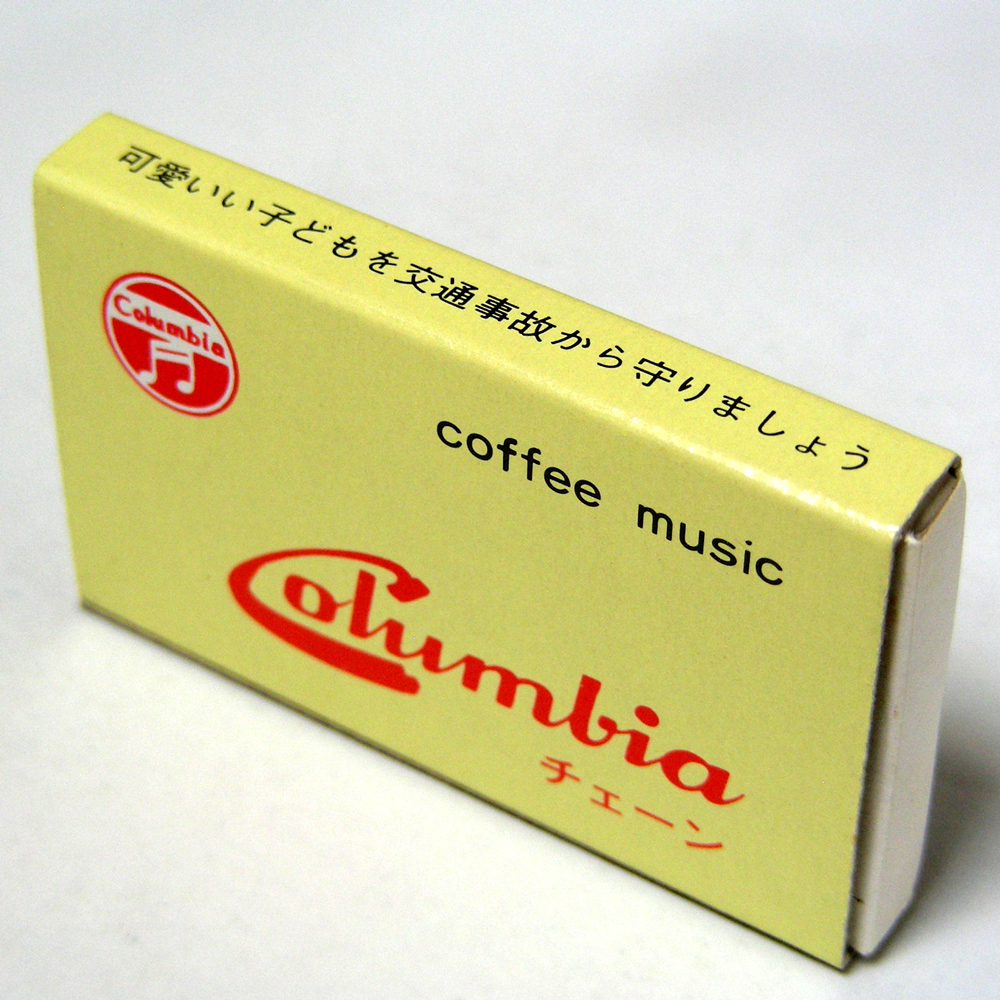 可愛いい子どもを交通事故から守りましょう
Columbia
coffee music
Columbia
チェーン